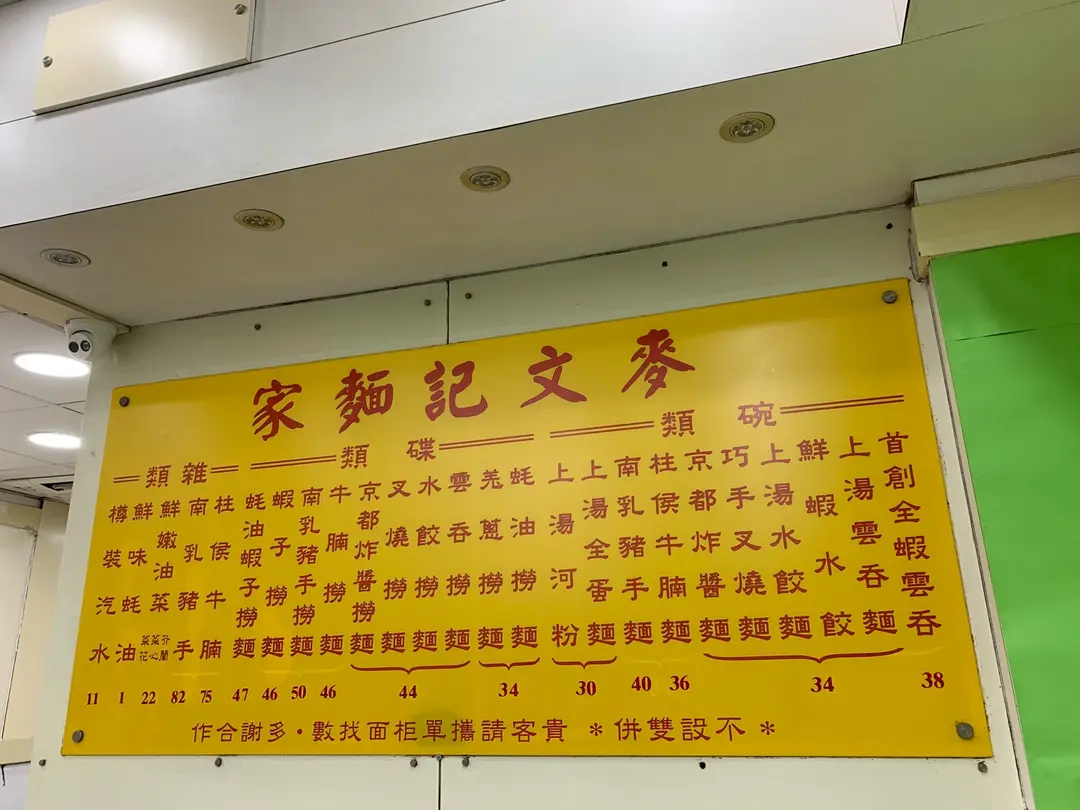 麥文記麵家
碗類
首創全蝦雲吞 38
上湯雲吞麵
鮮蝦水餃
上湯水餃麵
巧手叉燒麵
京都炸醬麵
34
柱侯牛腩麵 36
南乳豬手麵 40
上湯全蛋麵
上湯河粉
30
碟類
蚝油撈麵
羌蔥撈麵
34
雲吞撈麵
水餃撈麵
叉燒撈麵
京都炸醬撈麵
44
牛腩撈麵 46
南乳豬手撈麵 50
蝦子撈麵 46
蚝油蝦子撈麵 47
雜類
柱侯牛腩 75
南乳豬手 82
鮮嫩油菜 芥蘭 菜心 菜花 22
鮮味蚝油 1
樽裝汽水 11
*不設雙併* 貴客請攜單柜面找數・多謝合作